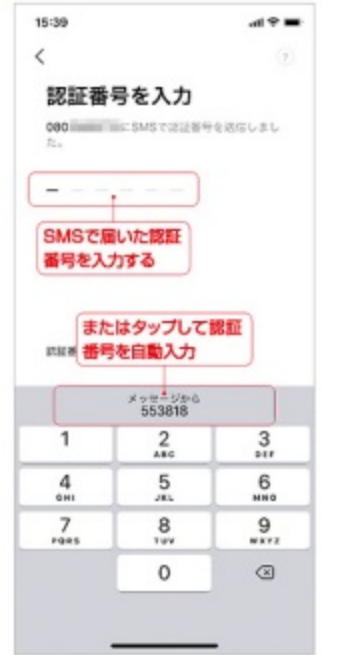 15:39
?
認証番号を入力
080 にSMSで認証番号を送信しまし
た。
SMSで届いた認証
番号を入力する
またはタップして認証
番号を自動入力
認証番
メッセージから
553818
1
2
ABC
3
DEF
4
GHI
5
JKL
6
MNO
7
PQRS
8
TUV
9
WXYZ
0